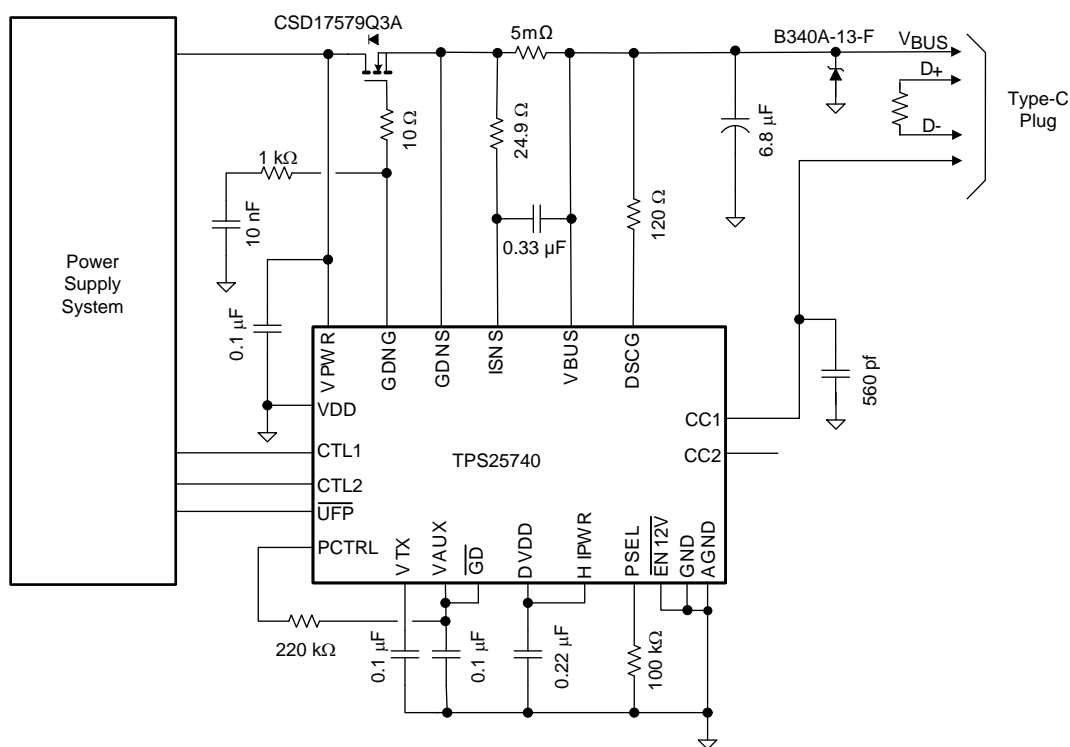 CSD17579Q3A
5mΩ
B340A-13-F
VBUS
D+
D-
Type-C
Plug
10 Ω
24.9 Ω
6.8 µF
1 kΩ
10 nF
0.33 µF
120 Ω
Power
Supply
System
0.1 µF
VPWR
GDNG
GDNS
ISNS
VBUS
DSCG
560 pf
VDD
CC1
CTL1
TPS25740
CC2
CTL2
UFP
PCTRL
VTX
VAUX
GD
DVDD
HIPWR
PSEL
EN12V
GND
AGND
220 kΩ
0.1 µF
0.1 µF
0.22 µF
100 kΩ